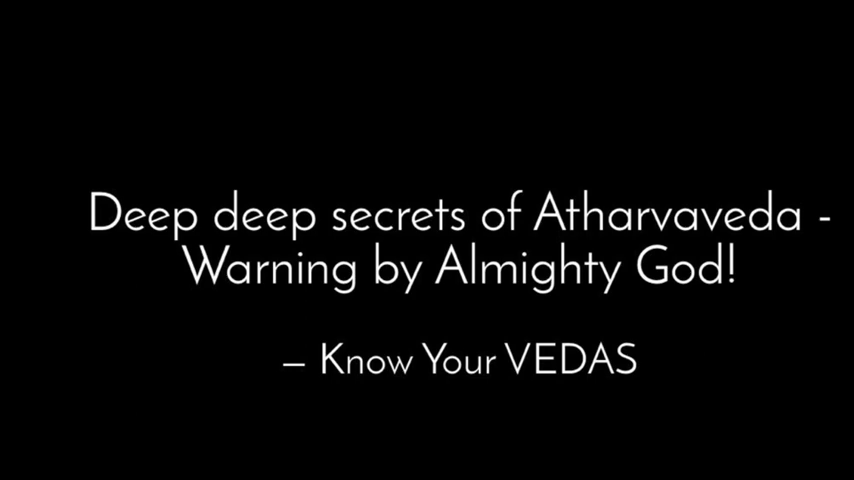 Deep deep secrets of Atharvaveda -
Warning by Almighty God!
– Know Your VEDAS